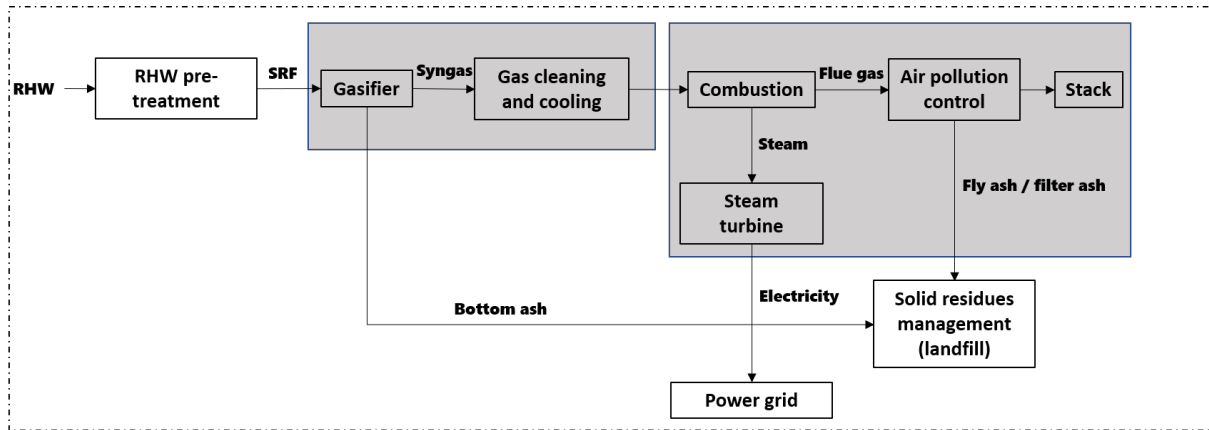 RHW
RHW pre-
treatment
SRF
Gasifier
Syngas
Gas cleaning
and cooling
Combustion
Flue gas
Air pollution
control
Stack
Steam
Fly ash / filter ash
Steam
turbine
Electricity
Bottom ash
Solid residues
management
(landfill)
Power grid